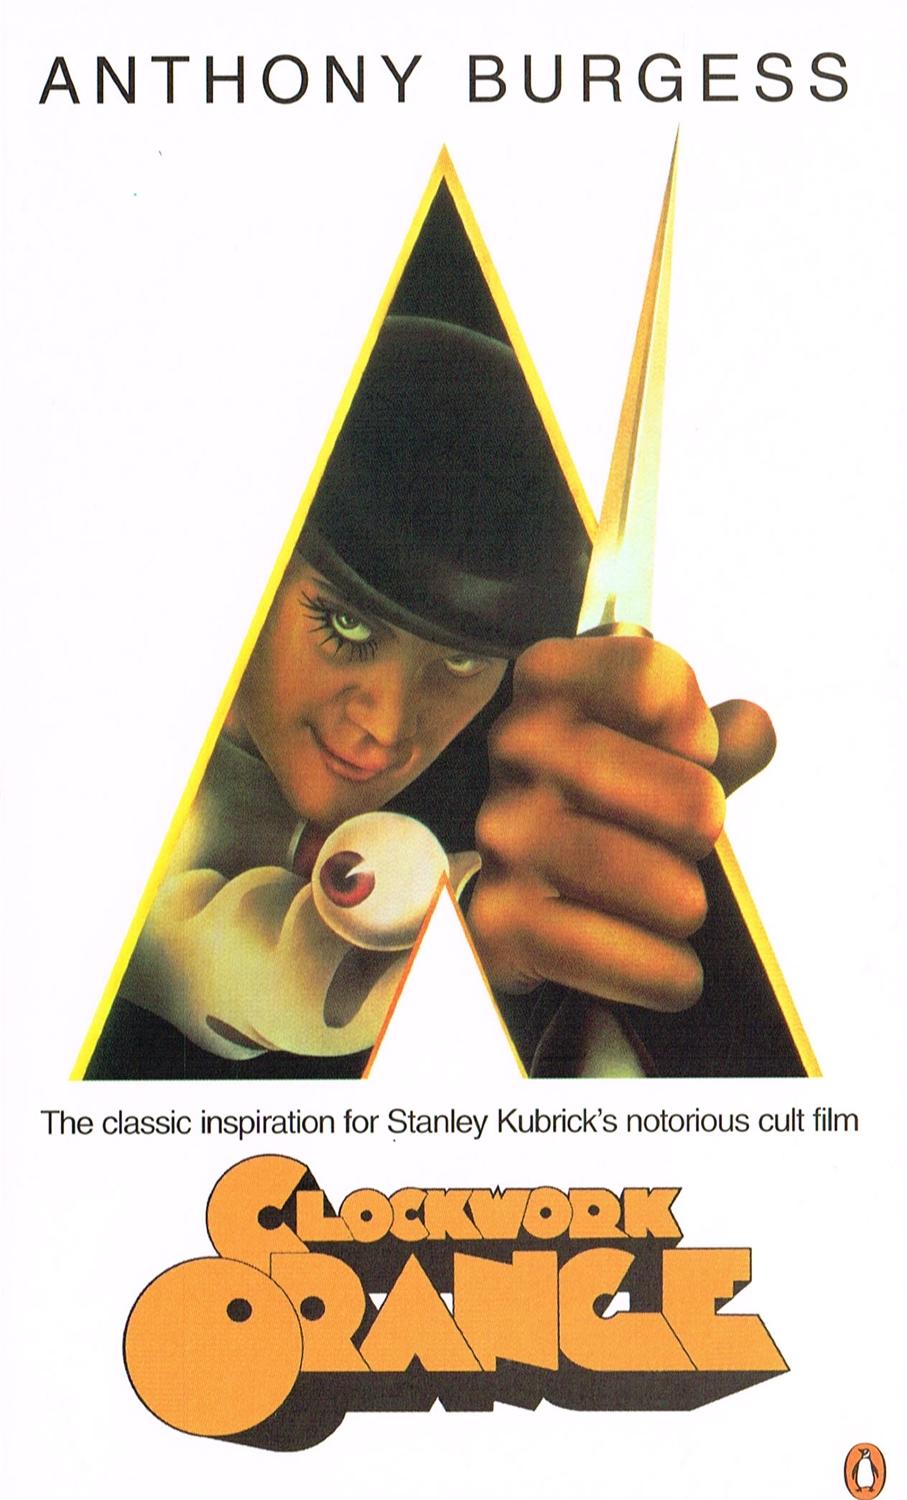 ANTHONY BURGESS
A
The classic inspiration for Stanley Kubrick's notorious cult film
CLOCKWORK
ORANGE